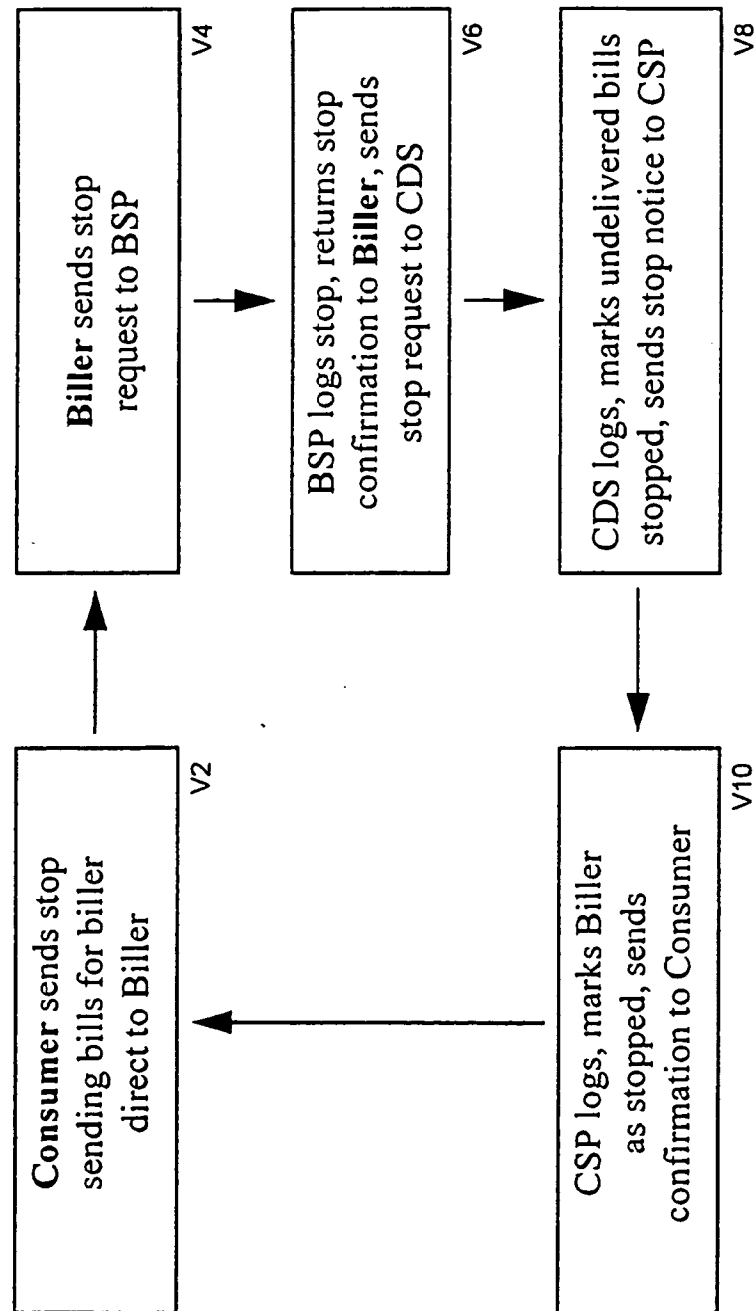 Consumer sends stop
sending bills for biller
direct to Biller
V2
Biller sends stop
request to BSP
V4
BSP logs stop, returns stop
confirmation to Biller, sends
stop request to CDS
V6
CDS logs, marks undelivered bills
stopped, sends stop notice to CSP
V8
CSP logs, marks Biller
as stopped, sends
confirmation to Consumer
V10